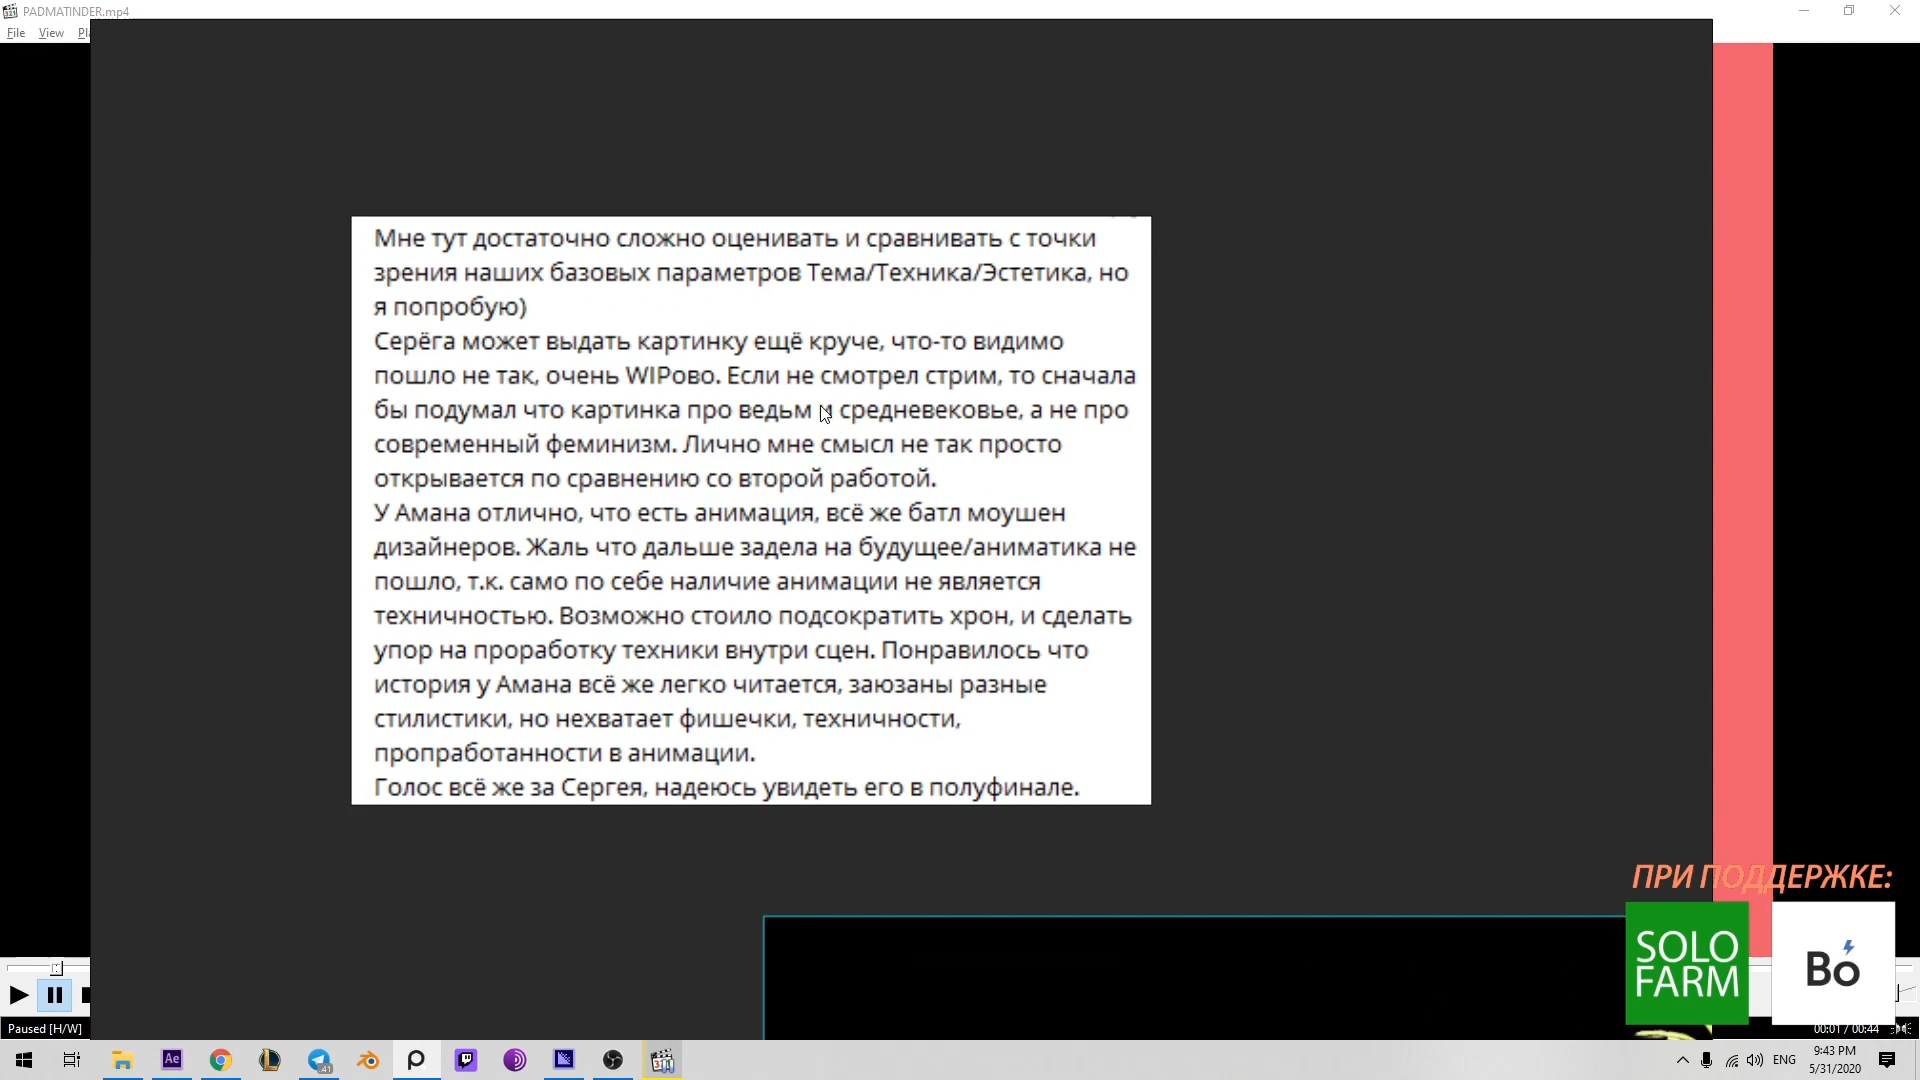 PADMATINDER.mp4
File View Pl
Мне тут достаточно сложно оценивать и сравнивать с точки
зрения наших базовых параметров Тема/Техника/Эстетика, но
я попробую)
Серёга может выдать картинку ещё круче, что-то видимо
пошло не так, очень WIPово. Если не смотрел стрим, то сначала
бы подумал что картинка про ведьм и средневековье, а не про
современный феминизм. Лично мне смысл не так просто
открывается по сравнению со второй работой.
У Амана отлично, что есть анимация, всё же батл моушен
дизайнеров. Жаль что дальше задела на будущее/аниматика не
пошло, т.к. само по себе наличие анимации не является
техничностью. Возможно стоило подсократить хрон, и сделать
упор на проработку техники внутри сцен. Понравилось что
история у Амана всё же легко читается, заюзаны разные
стилистики, но нехватает фишечки, техничности,
пропработанности в анимации.
Голос всё же за Сергея, надеюсь увидеть его в полуфинале.
ПРИ ПОДДЕРЖКЕ:
SOLO
FARM
Bo
Paused [H/W]
00:01 / 00:44
Ae
41
ENG
9:43 PM
5/31/2020